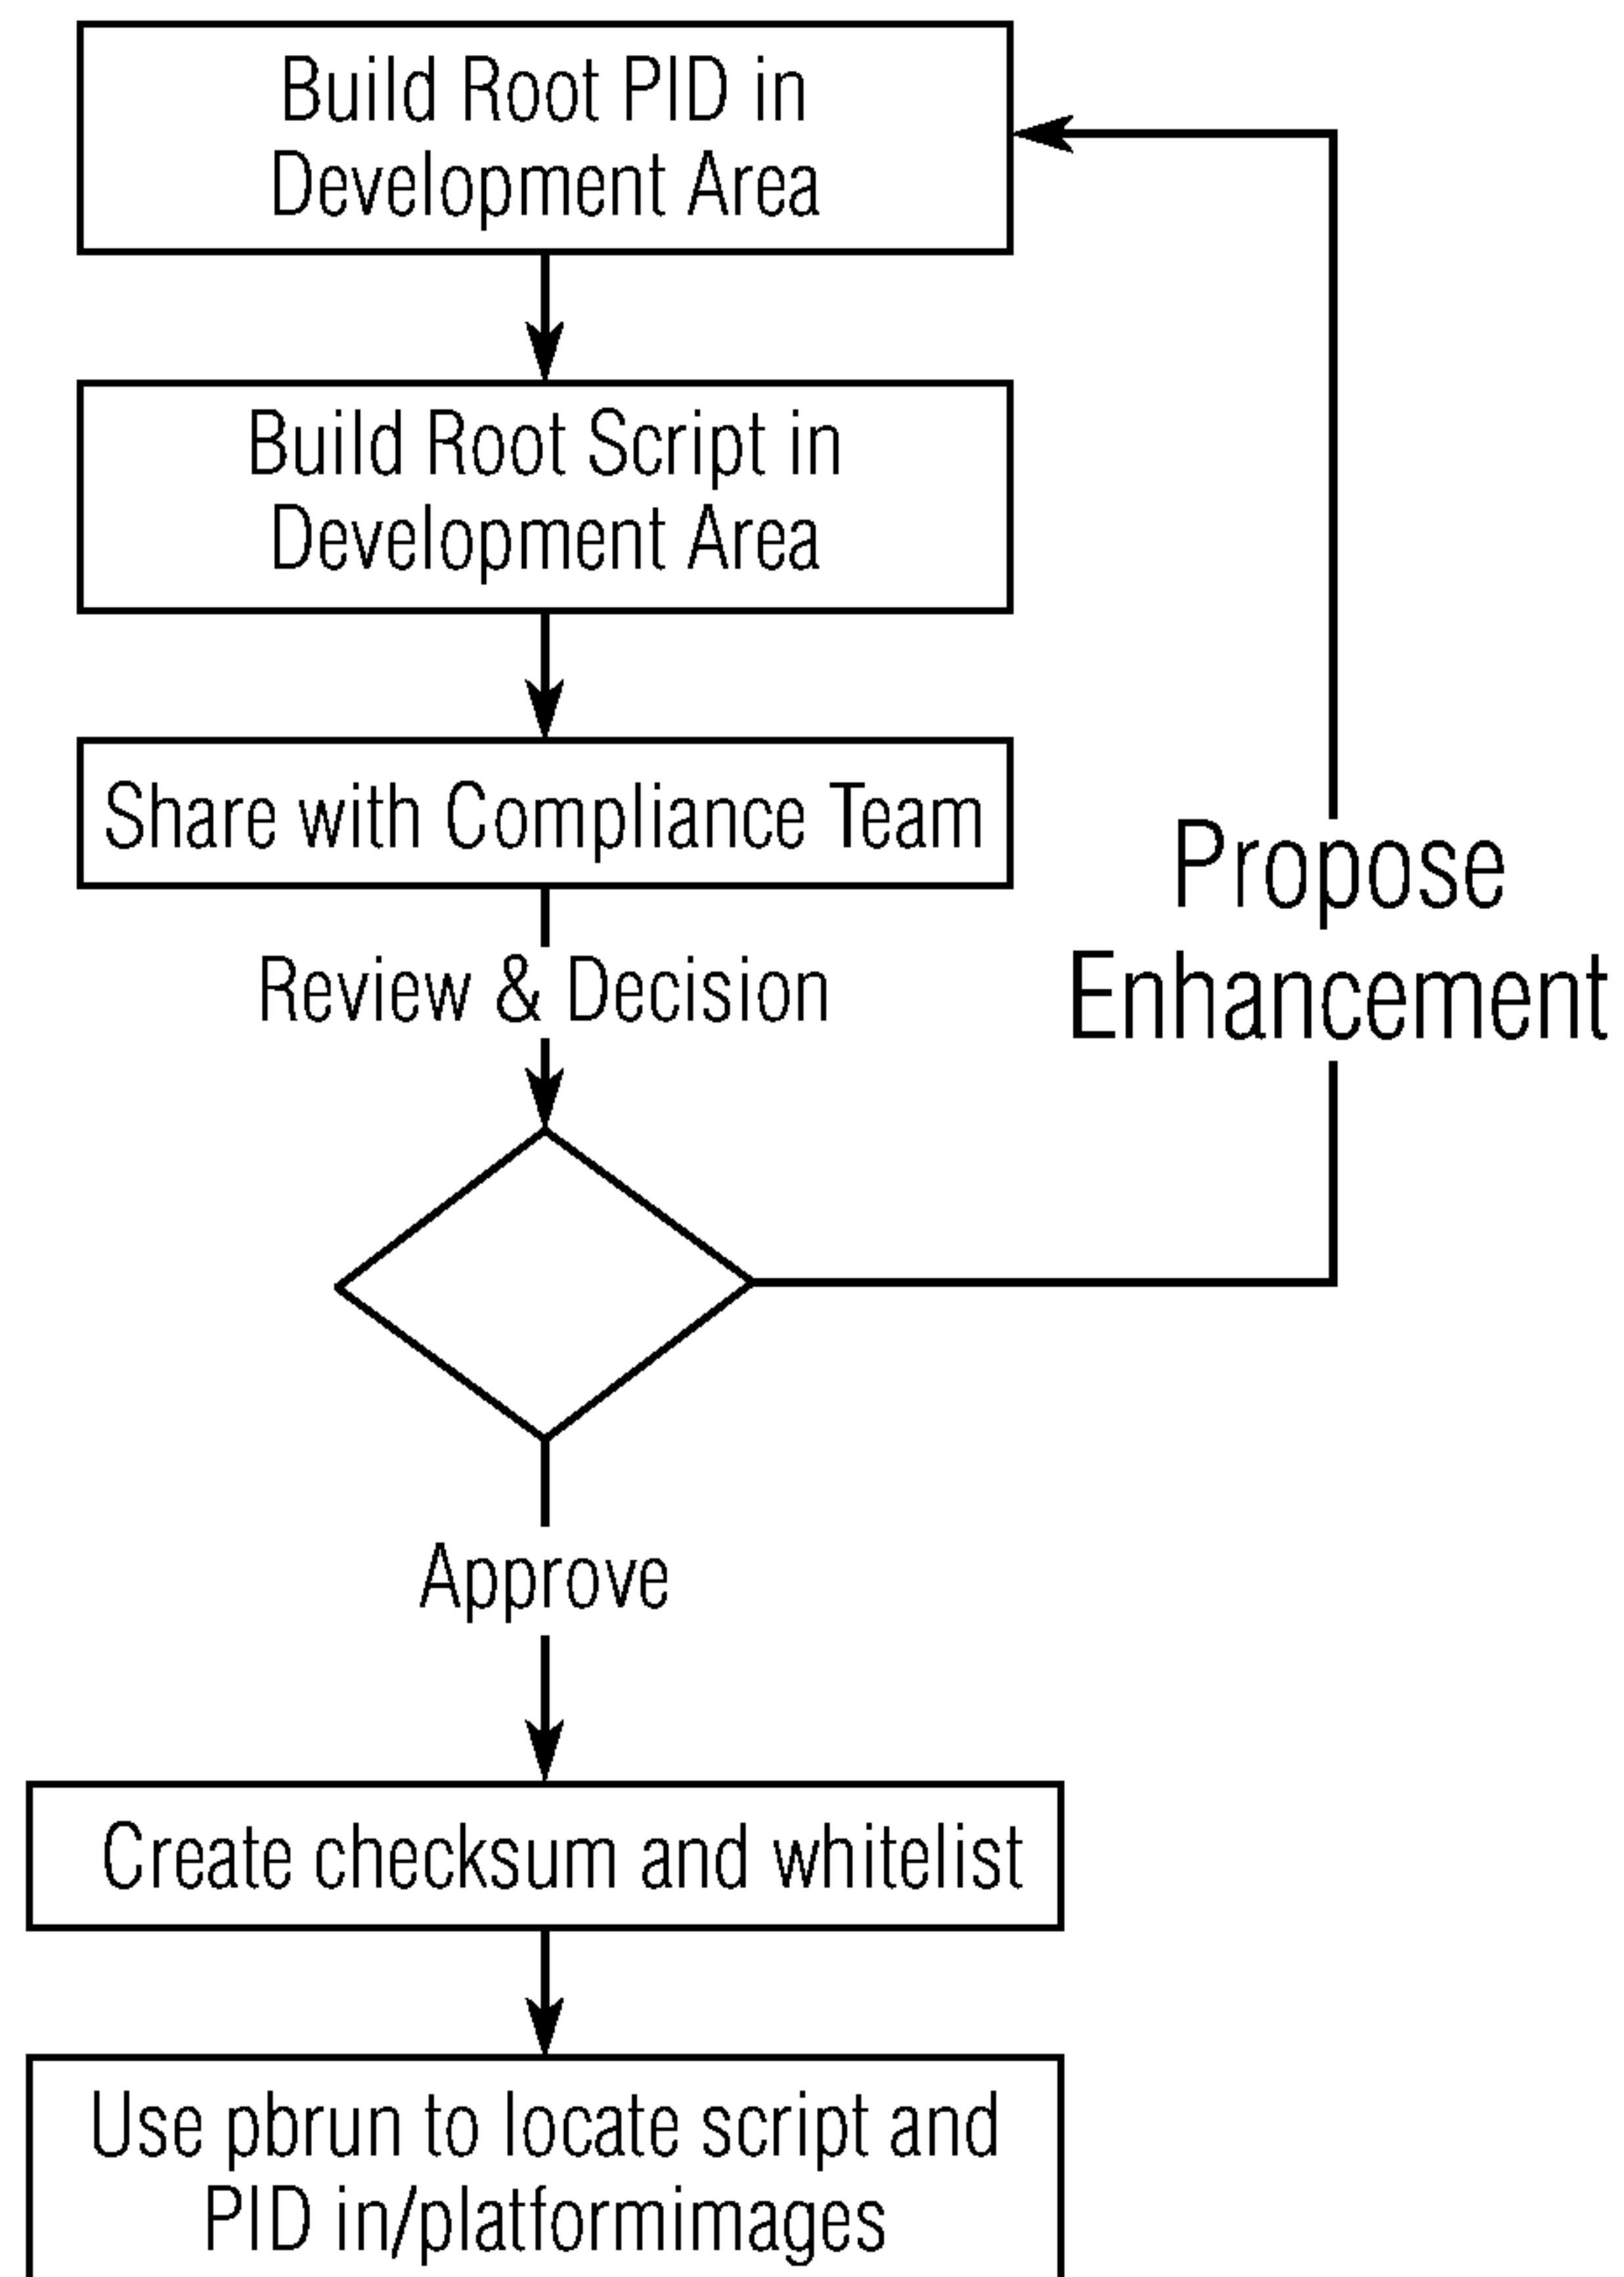 Build Root PID in
Development Area
Build Root Script in
Development Area
Share with Compliance Team
Review & Decision
Propose
Enhancement
Approve
Create checksum and whitelist
Use pbrun to locate script and
PID in/platformimages